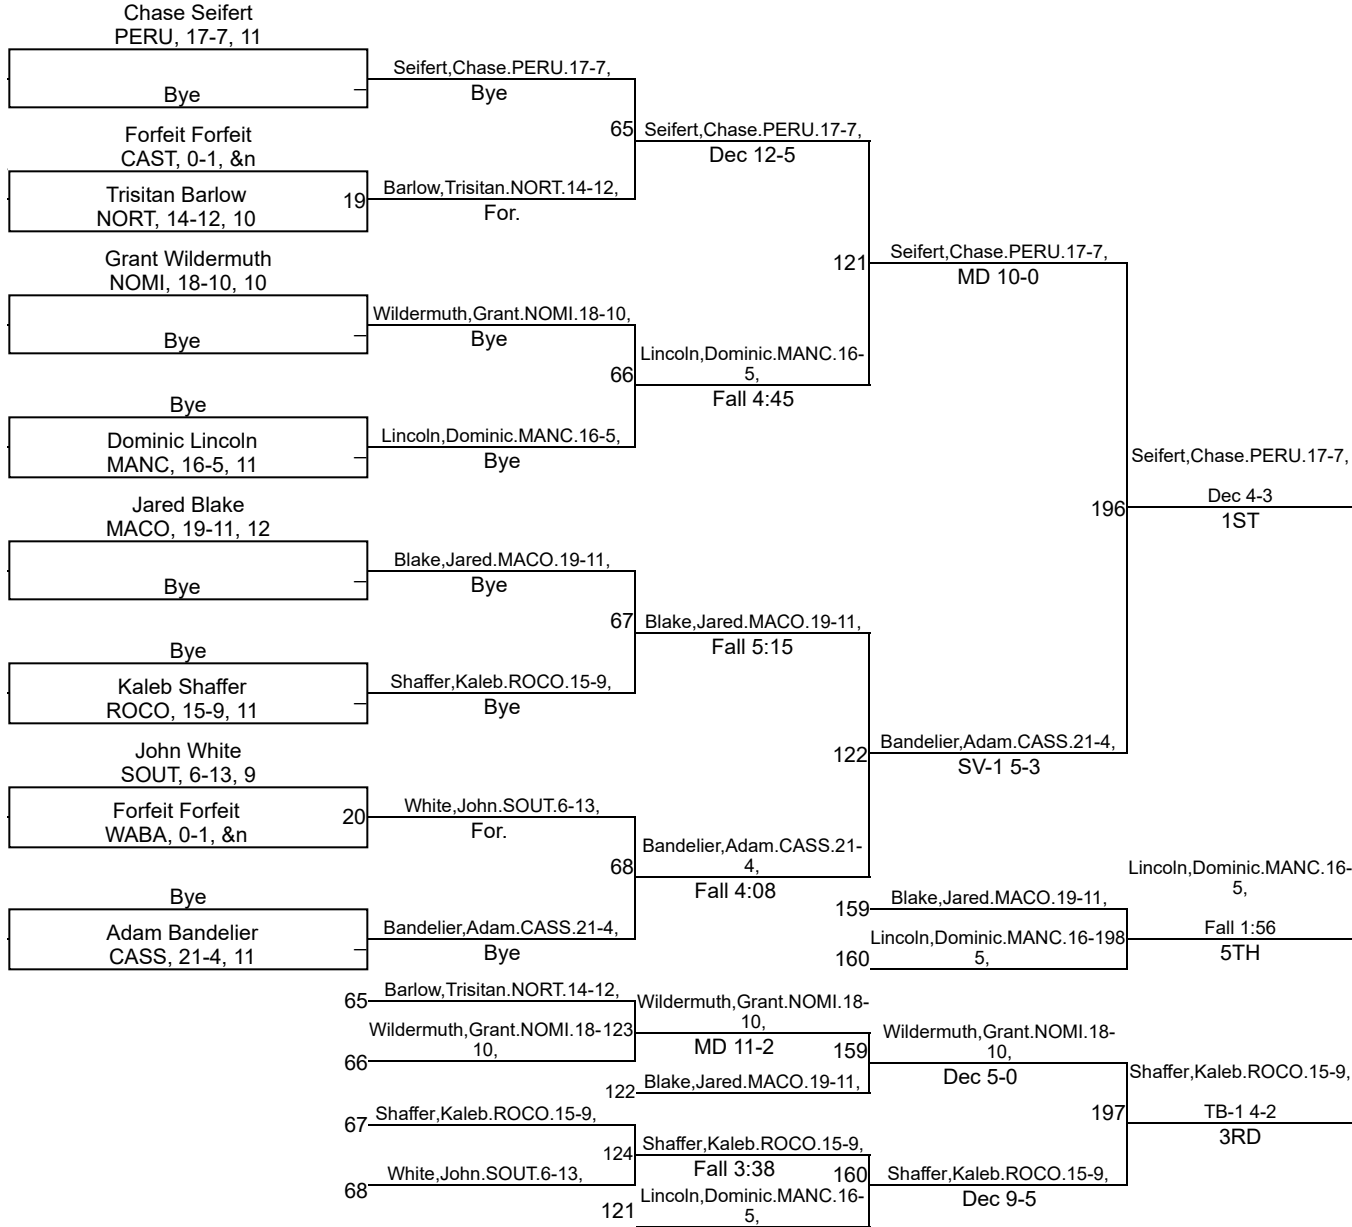 Chase Seifert
PERU, 17-7, 11
Bye
_
Seifert,Chase.PERU.17-7,
Bye
Forfeit Forfeit
CAST, 0-1, &n
Trisitan Barlow
NORT, 14-12, 10
19
Barlow,Trisitan.NORT.14-12,
For.
65
Seifert,Chase.PERU.17-7,
Dec 12-5
Grant Wildermuth
NOMI, 18-10, 10
Bye
_
Wildermuth,Grant.NOMI.18-10,
Bye
Bye
Dominic Lincoln
MANC, 16-5, 11
_
Lincoln,Dominic.MANC.16-5,
Bye
66
Lincoln,Dominic.MANC.16-
5,
Fall 4:45
121
Seifert,Chase.PERU.17-7,
MD 10-0
Jared Blake
MACO, 19-11, 12
Bye
_
Blake,Jared.MACO.19-11,
Bye
Bye
Kaleb Shaffer
ROCO, 15-9, 11
_
Shaffer,Kaleb.ROCO.15-9,
Bye
67
Blake,Jared.MACO.19-11,
Fall 5:15
John White
SOUT, 6-13, 9
Forfeit Forfeit
WABA, 0-1, &n
20
White,John.SOUT.6-13,
For.
Bye
Adam Bandelier
CASS, 21-4, 11
_
Bandelier,Adam.CASS.21-4,
Bye
68
Bandelier,Adam.CASS.21-
4,
Fall 4:08
122
Bandelier,Adam.CASS.21-4,
SV-1 5-3
196
Seifert,Chase.PERU.17-7,
Dec 4-3
1ST
159
Blake,Jared.MACO.19-11,
160
Lincoln,Dominic.MANC.16-
5,
198
Lincoln,Dominic.MANC.16-
5,
Fall 1:56
5TH
65
Barlow,Trisitan.NORT.14-12,
66
Wildermuth,Grant.NOMI.18-
10,
123
Wildermuth,Grant.NOMI.18-
10,
MD 11-2
122
Blake,Jared.MACO.19-11,
159
Wildermuth,Grant.NOMI.18-
10,
Dec 5-0
67
Shaffer,Kaleb.ROCO.15-9,
68
White,John.SOUT.6-13,
124
Shaffer,Kaleb.ROCO.15-9,
Fall 3:38
121
Lincoln,Dominic.MANC.16-
5,
160
Shaffer,Kaleb.ROCO.15-9,
Dec 9-5
197
Shaffer,Kaleb.ROCO.15-9,
TB-1 4-2
3RD